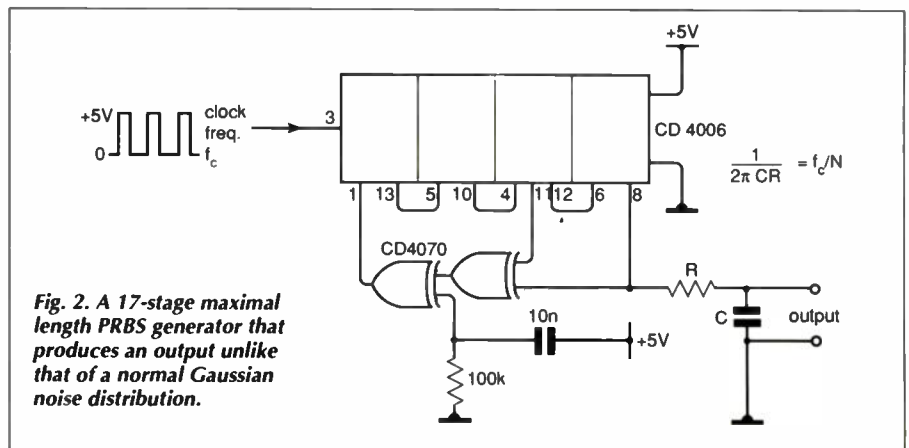 +5V
+5V
0
clock
freq.
f_c
3
CD 4006
1/2π CR = f_c/N
1 13 5 10 4 11 12 6 8
CD4070
R
C
output
10n
+5V
100k
Fig. 2. A 17-stage maximal
length PRBS generator that
produces an output unlike
that of a normal Gaussian
noise distribution.